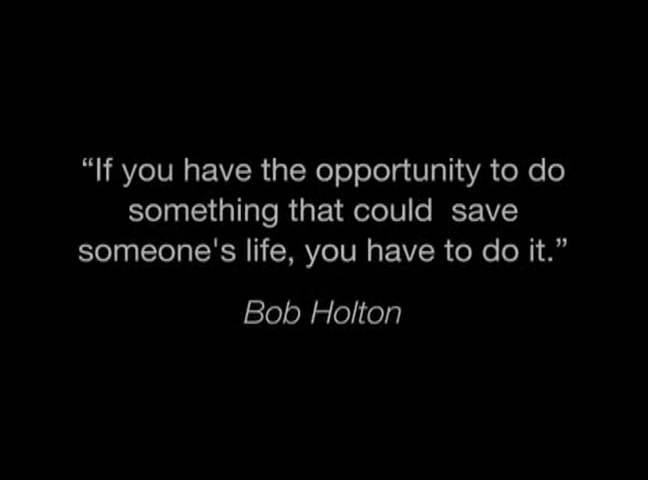 “If you have the opportunity to do
something that could  save
someone's life, you have to do it.”
Bob Holton